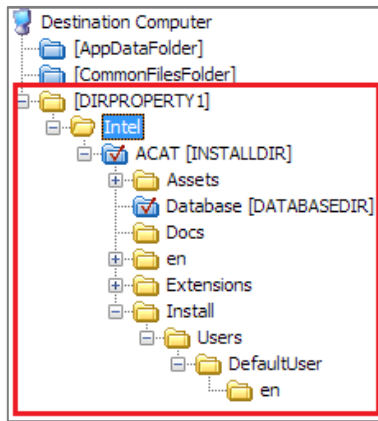 Destination Computer
[AppDataFolder]
[CommonFilesFolder]
[DIRPROPERTY1]
Intel
ACAT [INSTALLDIR]
Assets
Database [DATABASEDIR]
Docs
en
Extensions
Install
Users
DefaultUser
en